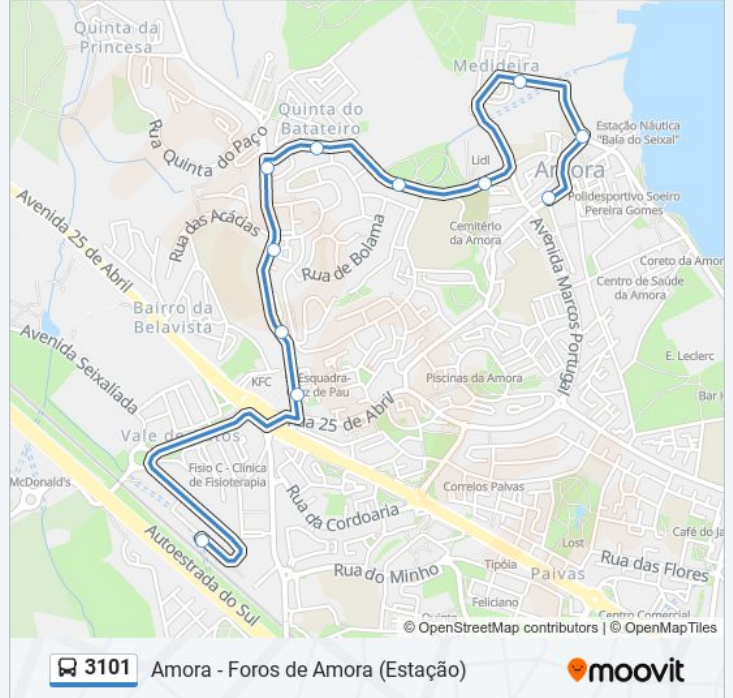 Quinta da
Princesa
Medideira
Quinta do
Batateiro
Rua Quinta do Paço
Estação Náutica
"Baía do Seixal"
Lidl
Amora
Polidesportivo Soeiro
Pereira Gomes
Avenida 25 de Abril
Rua das Acácias
Rua de Bolama
Cemitério
da Amora
Avenida Marcos Portugal
Coreto da Amor
Centro de Saúde
da Amora
Bairro da
Belavista
Avenida Seixalíada
E. Leclerc
KFC
Esquadra-
z de Pau
Piscinas da Amora
Bar
da 25 de Abril
Vale de
tos
Fisio C - Clínica
de Fisioterapia
McDonald's
Correios Paivas
Rua da Cordoaria
Autoestrada do Sul
Café do Ja
Lost
Rua das Flores
Tipóia
Rua do Minho
Paivas
Feliciano
Quinta
Centro Comercial
© OpenStreetMap contributors | © OpenMapTiles
3101 Amora - Foros de Amora (Estação)
moovit